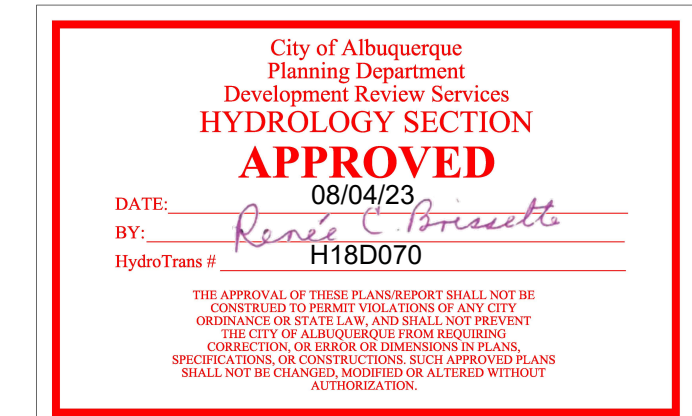 City of Albuquerque
Planning Department
Development Review Services
HYDROLOGY SECTION
APPROVED
DATE: 08/04/23
BY: Renée C. Brissette
HydroTrans # H18D070
THE APPROVAL OF THESE PLANS/REPORT SHALL NOT BE
CONSTRUED TO PERMIT VIOLATIONS OF ANY CITY
ORDINANCE OR STATE LAW, AND SHALL NOT PREVENT
THE CITY OF ALBUQUERQUE FROM REQUIRING
CORRECTION, OR ERROR OR DIMENSIONS IN PLANS,
SPECIFICATIONS, OR CONSTRUCTIONS. SUCH APPROVED PLANS
SHALL NOT BE CHANGED, MODIFIED OR ALTERED WITHOUT
AUTHORIZATION.